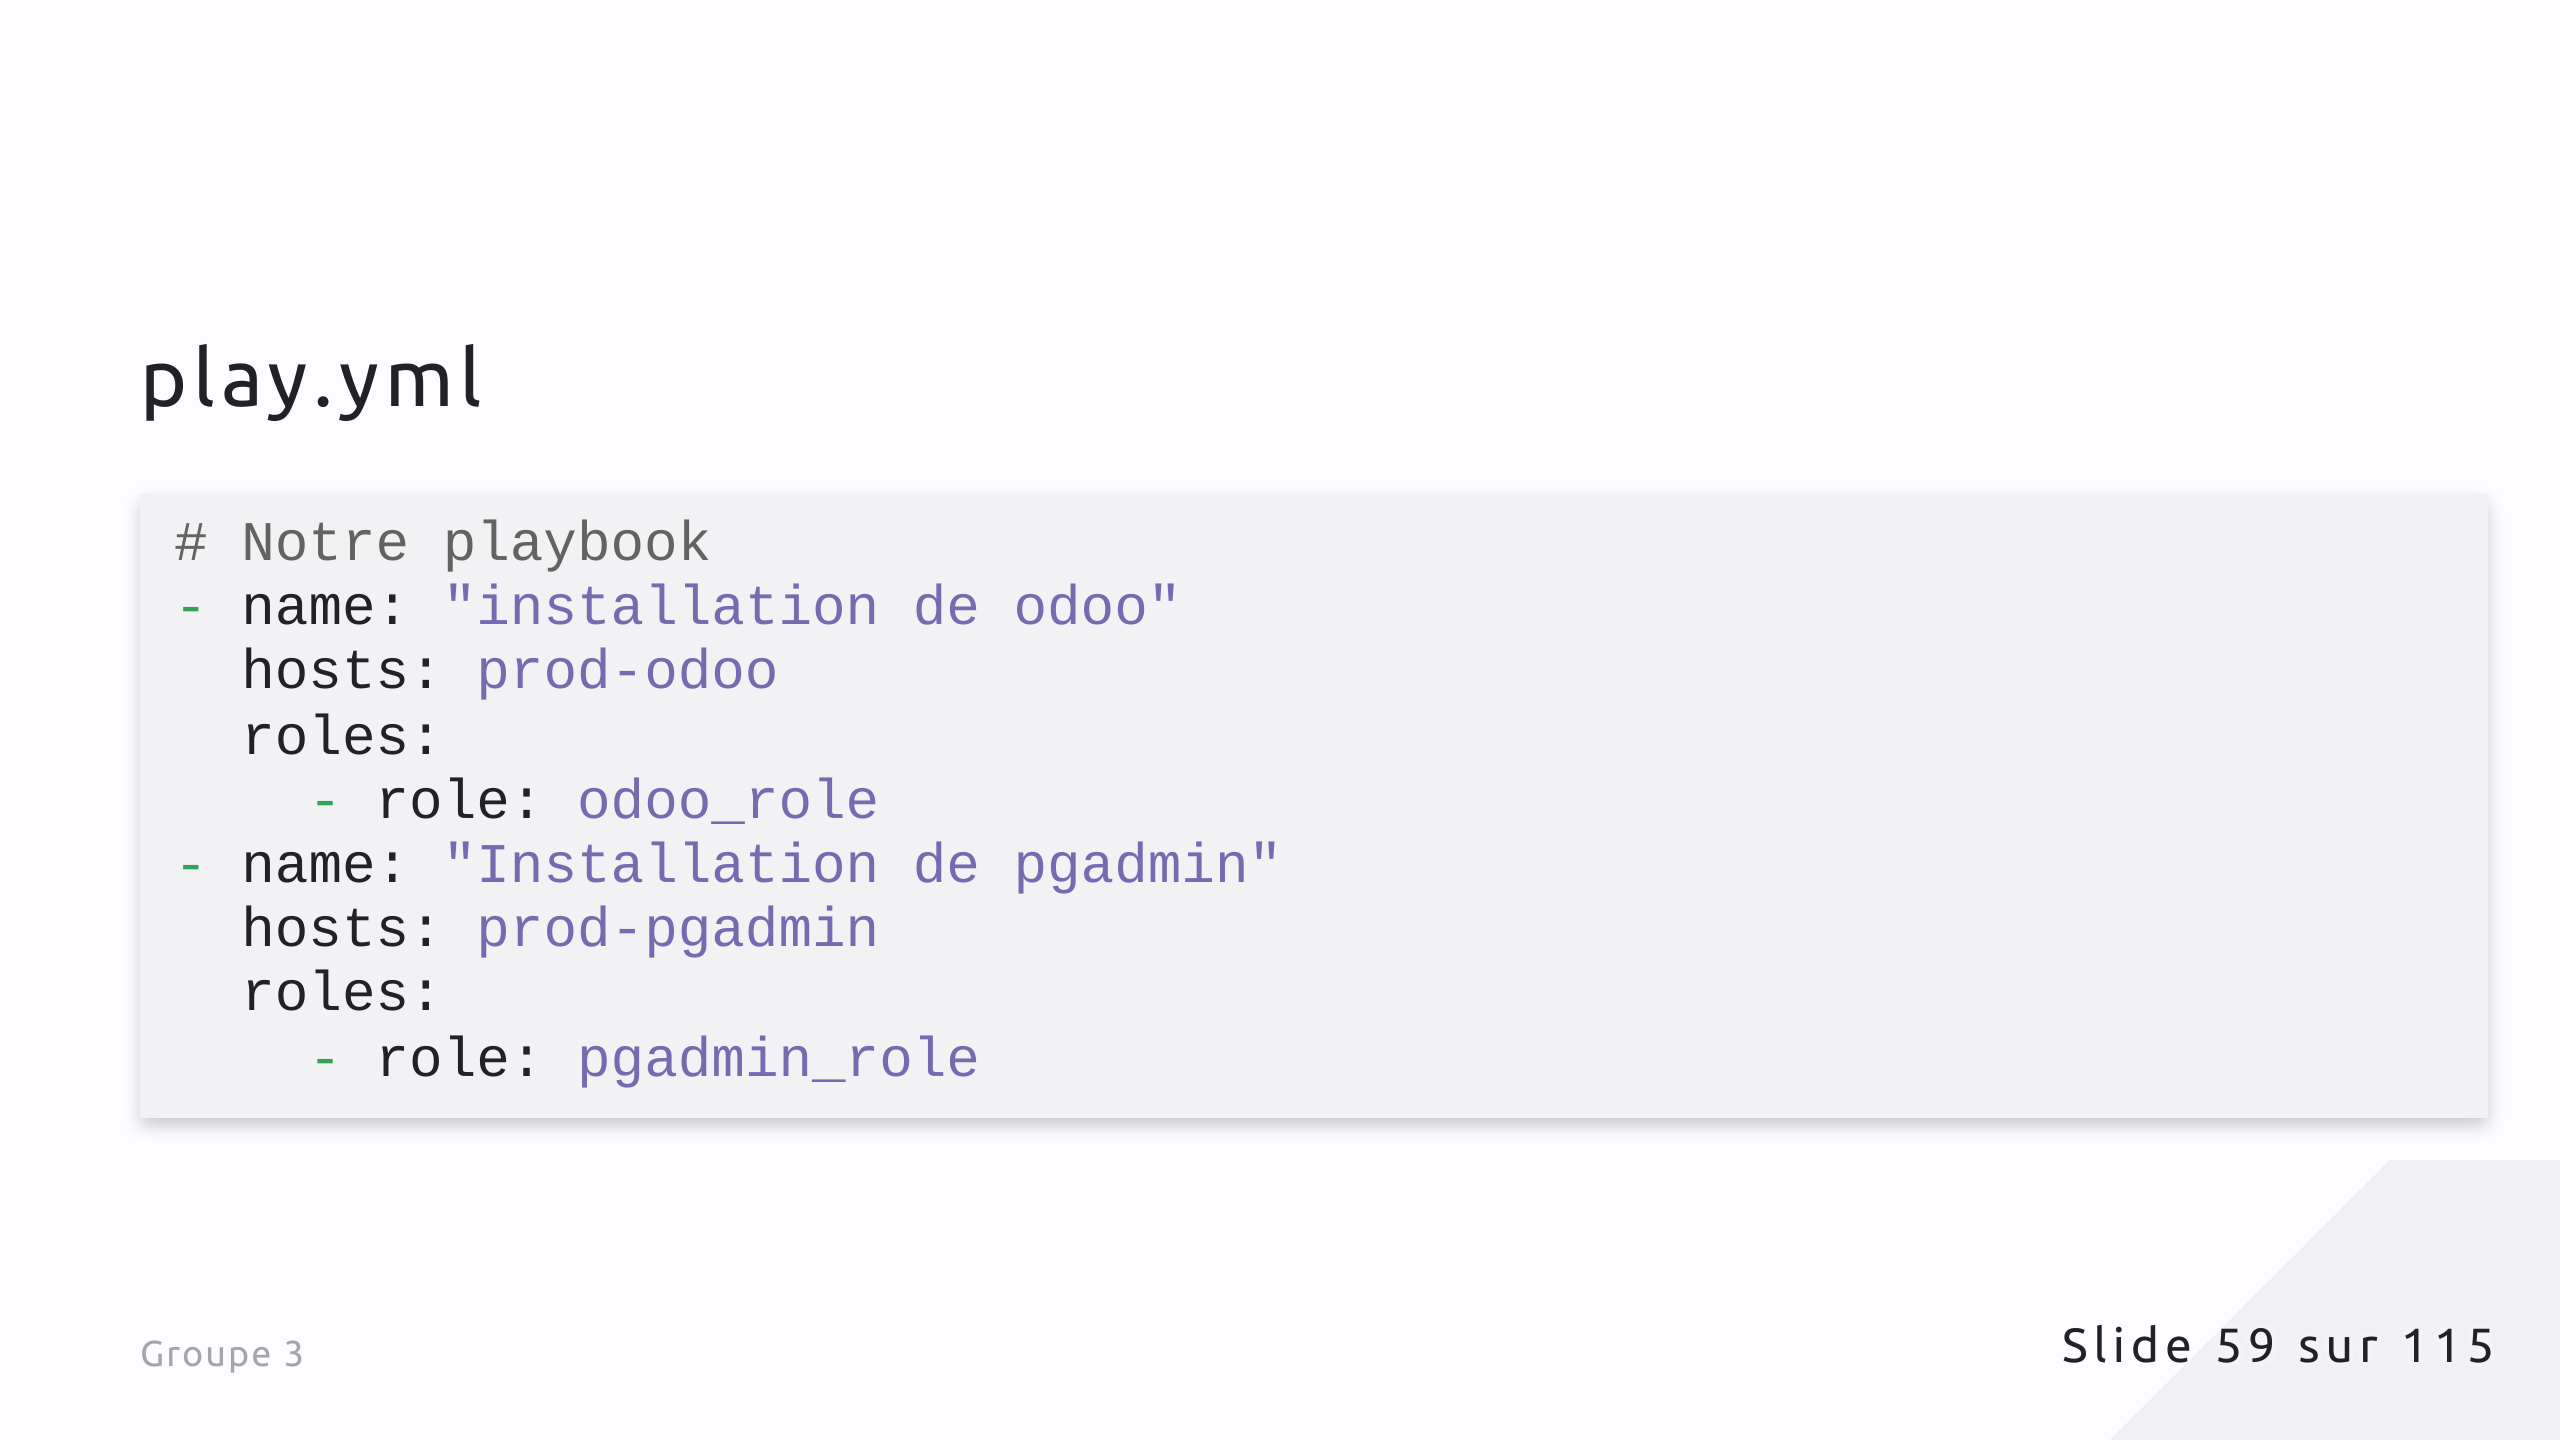 play.yml
# Notre playbook
- name: "installation de odoo"
  hosts: prod-odoo
  roles:
    - role: odoo_role
- name: "Installation de pgadmin"
  hosts: prod-pgadmin
  roles:
    - role: pgadmin_role
Groupe 3
Slide 59 sur 115